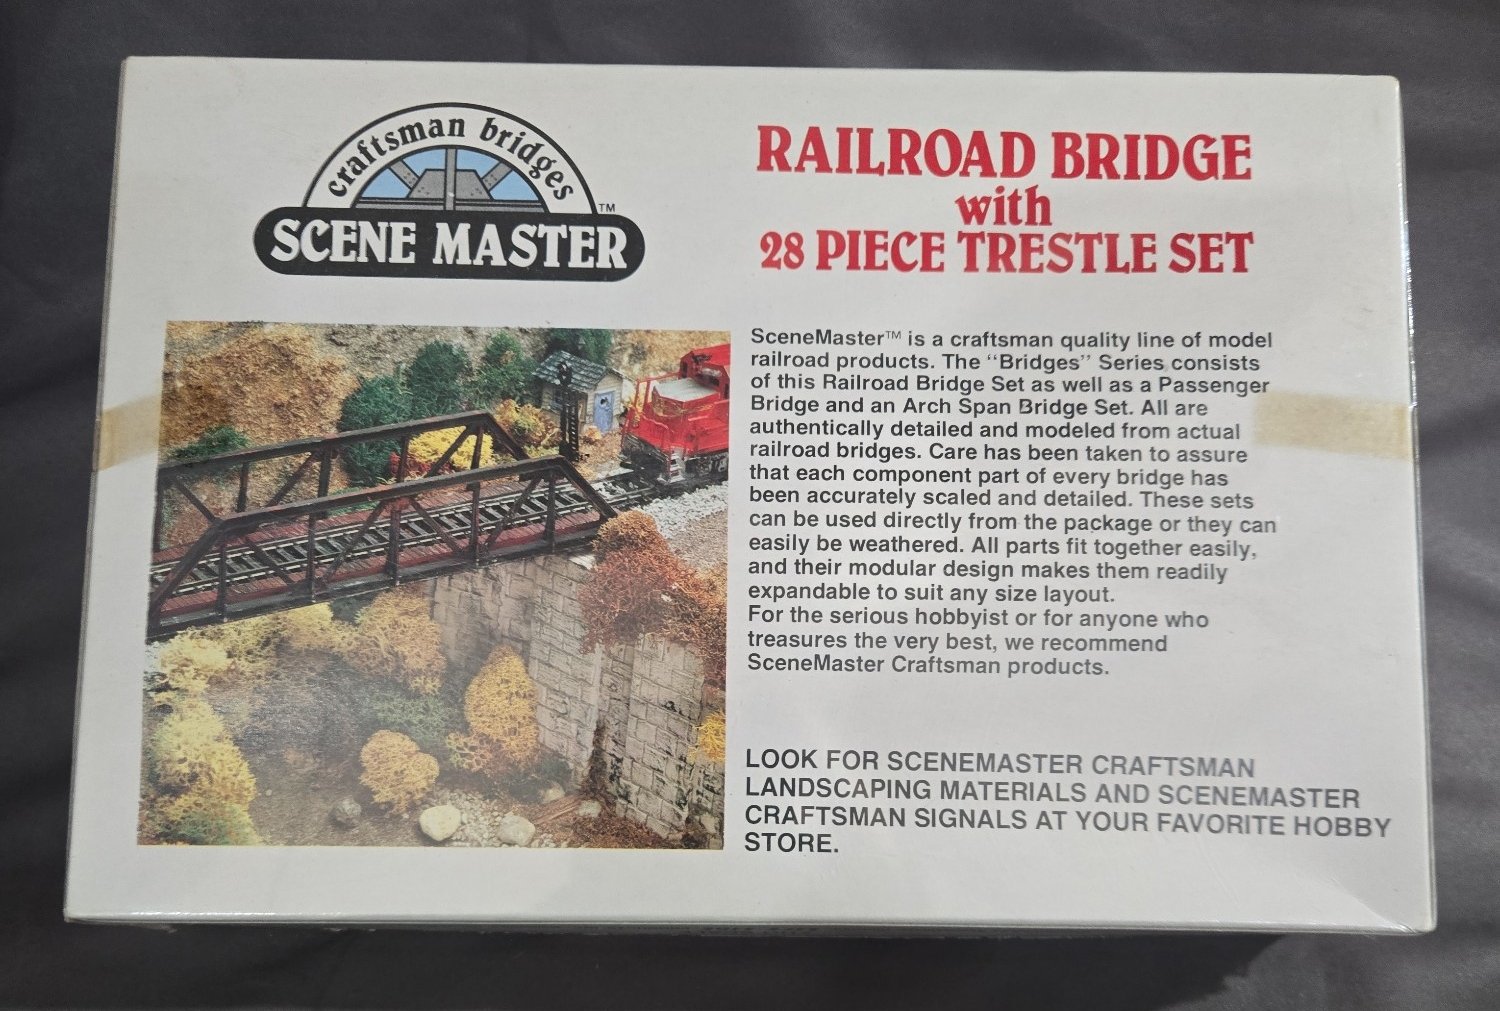 craftsman bridges
SCENE MASTER™
RAILROAD BRIDGE
with
28 PIECE TRESTLE SET
SceneMaster™ is a craftsman quality line of model
railroad products. The "Bridges" Series consists
of this Railroad Bridge Set as well as a Passenger
Bridge and an Arch Span Bridge Set. All are
authentically detailed and modeled from actual
railroad bridges. Care has been taken to assure
that each component part of every bridge has
been accurately scaled and detailed. These sets
can be used directly from the package or they can
easily be weathered. All parts fit together easily,
and their modular design makes them readily
expandable to suit any size layout.
For the serious hobbyist or for anyone who
treasures the very best, we recommend
SceneMaster Craftsman products.
LOOK FOR SCENEMASTER CRAFTSMAN
LANDSCAPING MATERIALS AND SCENEMASTER
CRAFTSMAN SIGNALS AT YOUR FAVORITE HOBBY
STORE.